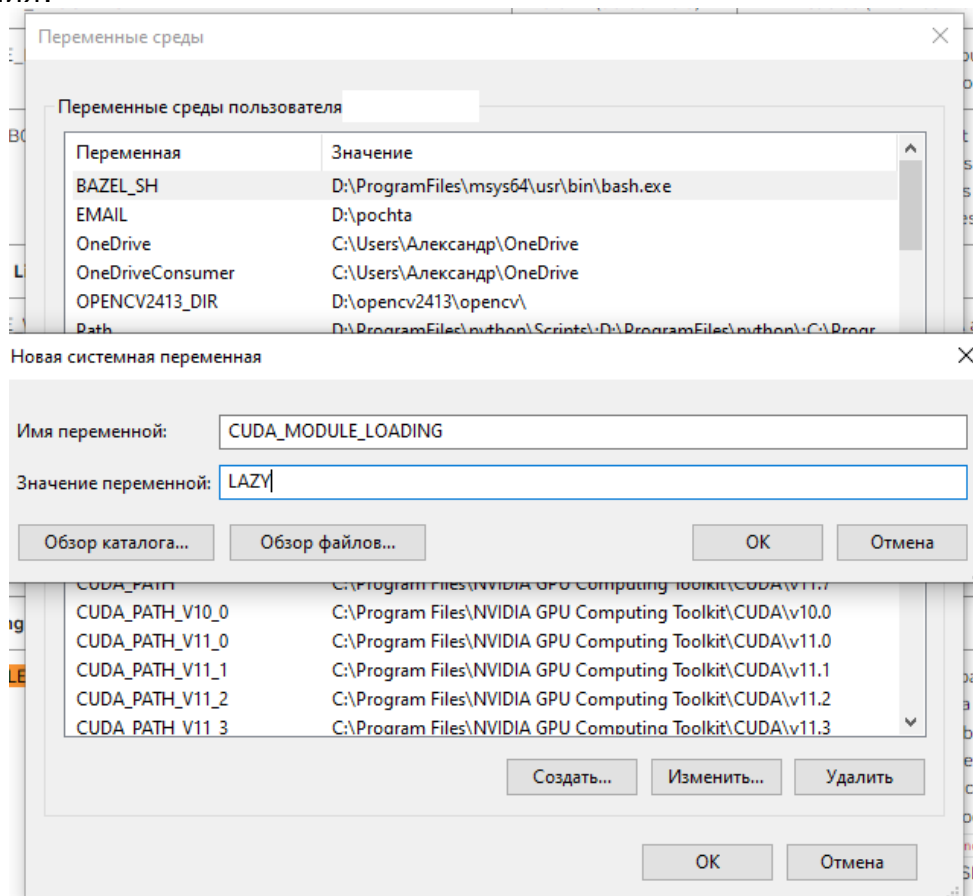 Переменные среды
Переменные среды пользователя
Переменная Значение
BAZEL_SH D:\ProgramFiles\msys64\usr\bin\bash.exe
EMAIL D:\pochta
OneDrive C:\Users\Александр\OneDrive
OneDriveConsumer C:\Users\Александр\OneDrive
OPENCV2413_DIR D:\opencv2413\opencv\
Path D:\ProgramFiles\python\Scripts\;D:\ProgramFiles\python\;C:\Progr...
Новая системная переменная
Имя переменной: CUDA_MODULE_LOADING
Значение переменной: LAZY
Обзор каталога... Обзор файлов... ОК Отмена
CUDA_PATH C:\Program Files\NVIDIA GPU Computing Toolkit\CUDA\v11.7
CUDA_PATH_V10_0 C:\Program Files\NVIDIA GPU Computing Toolkit\CUDA\v10.0
CUDA_PATH_V11_0 C:\Program Files\NVIDIA GPU Computing Toolkit\CUDA\v11.0
CUDA_PATH_V11_1 C:\Program Files\NVIDIA GPU Computing Toolkit\CUDA\v11.1
CUDA_PATH_V11_2 C:\Program Files\NVIDIA GPU Computing Toolkit\CUDA\v11.2
CUDA_PATH_V11_3 C:\Program Files\NVIDIA GPU Computing Toolkit\CUDA\v11.3
Создать... Изменить... Удалить
ОК Отмена